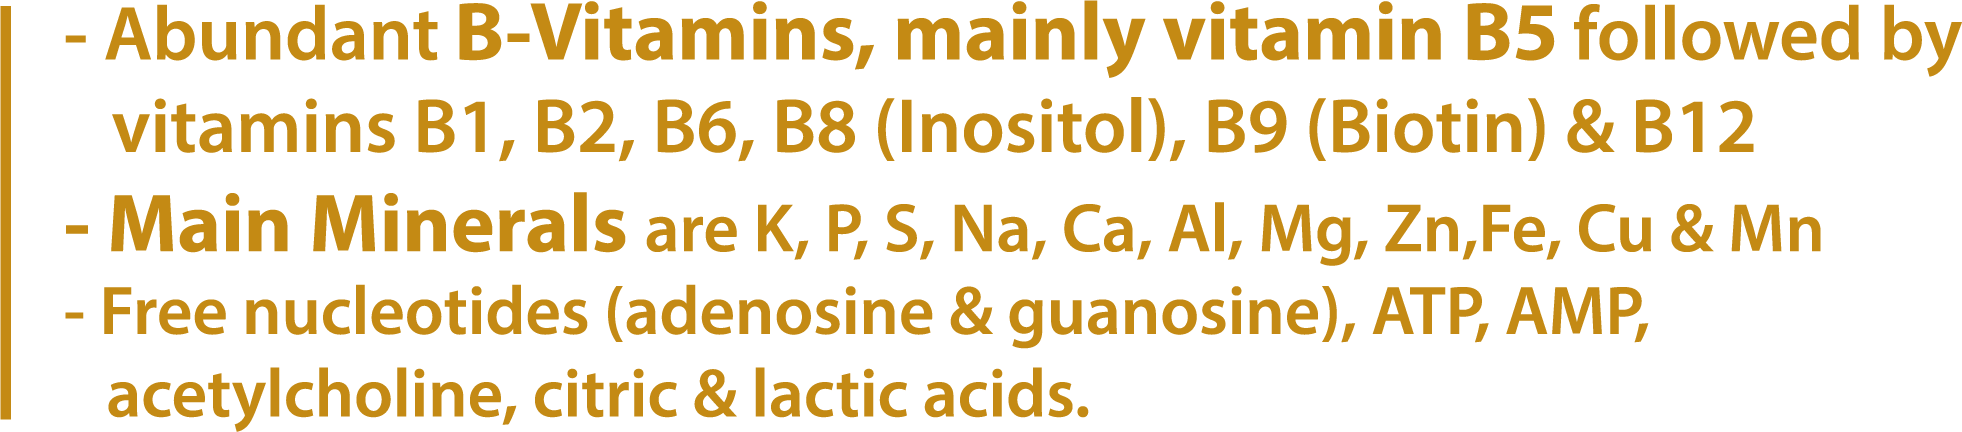 - Abundant B-Vitamins, mainly vitamin B5 followed by
vitamins B1, B2, B6, B8 (Inositol), B9 (Biotin) & B12
- Main Minerals are K, P, S, Na, Ca, Al, Mg, Zn,Fe, Cu & Mn
- Free nucleotides (adenosine & guanosine), ATP, AMP,
acetylcholine, citric & lactic acids.